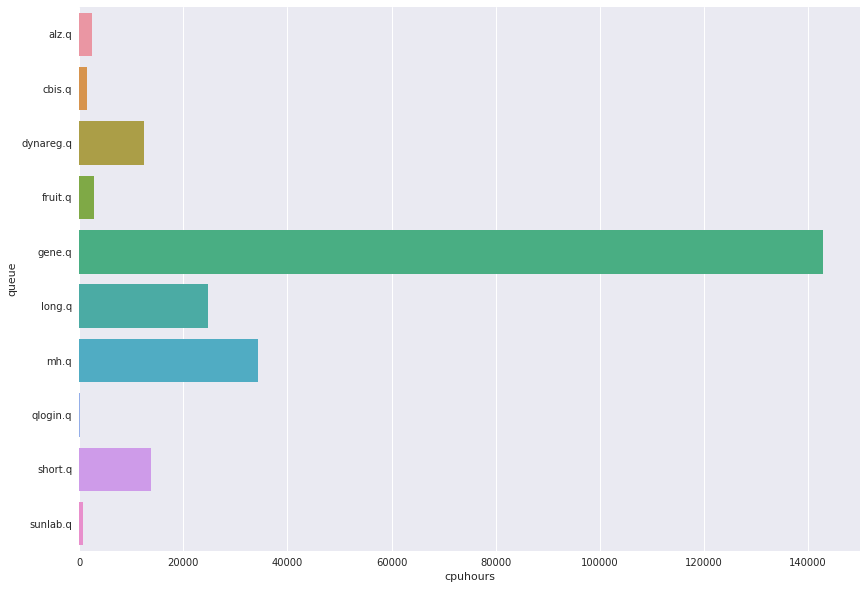 alz.q
cbis.q
dynareg.q
fruit.q
gene.q
long.q
mh.q
qlogin.q
short.q
sunlab.q
queue
0 20000 40000 60000 80000 100000 120000 140000
cpuhours